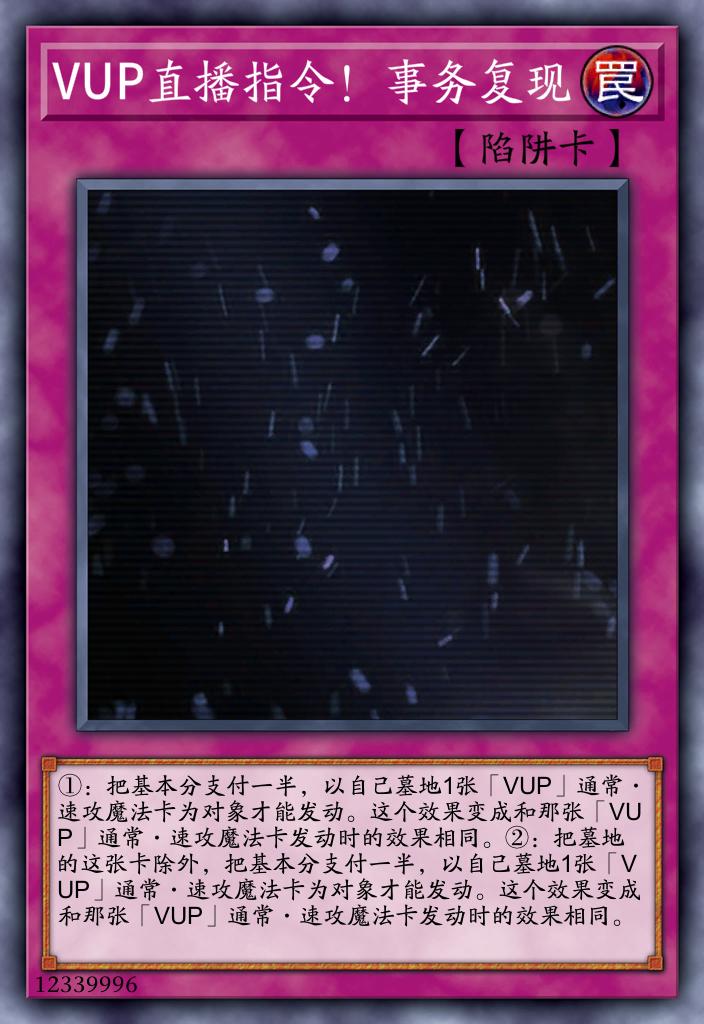 VUP直播指令！事务复现 罠
【陷阱卡】
①：把基本分支付一半，以自己墓地1张「VUP」通常·
速攻魔法卡为对象才能发动。这个效果变成和那张「VU
P」通常·速攻魔法卡发动时的效果相同。②：把墓地
的这张卡除外，把基本分支付一半，以自己墓地1张「V
UP」通常·速攻魔法卡为对象才能发动。这个效果变成
和那张「VUP」通常·速攻魔法卡发动时的效果相同。
12339996